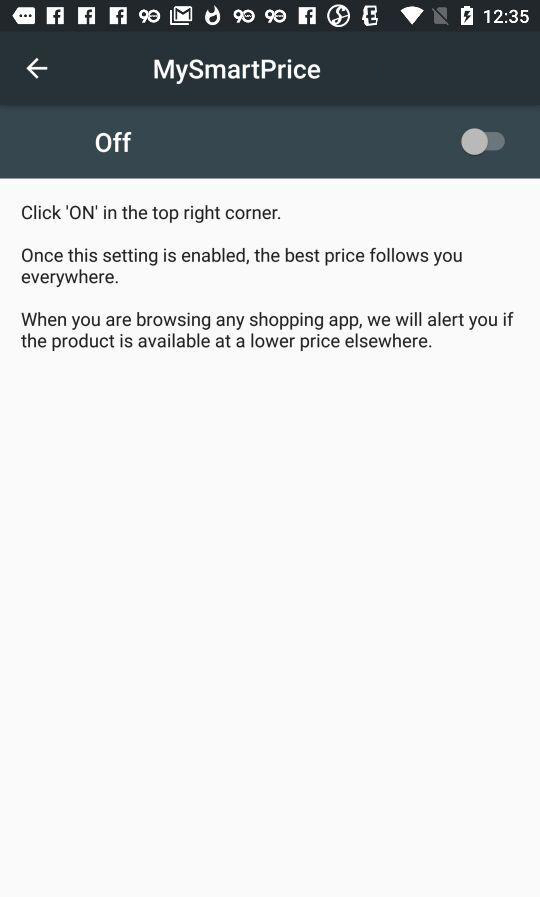 12:35
MySmartPrice
Off
Click 'ON' in the top right corner.
Once this setting is enabled, the best price follows you
everywhere.
When you are browsing any shopping app, we will alert you if
the product is available at a lower price elsewhere.